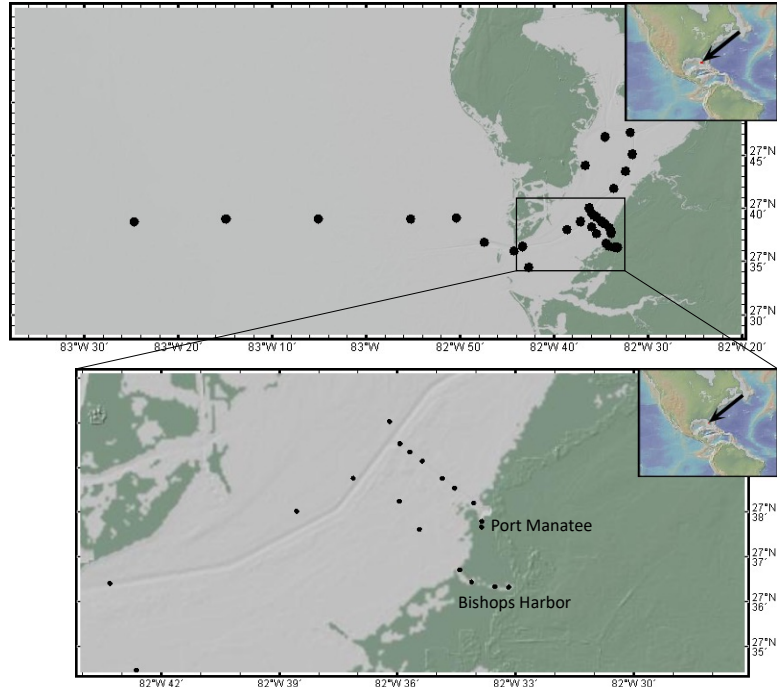 27°N
45′
27°N
40′
27°N
35′
27°N
30′
83°W 30′ 83°W 20′ 83°W 10′ 83°W 82°W 50′ 82°W 40′ 82°W 30′ 82°W 20′
27°N
38′
Port Manatee
27°N
37′
27°N
36′
Bishops Harbor
27°N
35′
82°W 42′ 82°W 39′ 82°W 36′ 82°W 33′ 82°W 30′